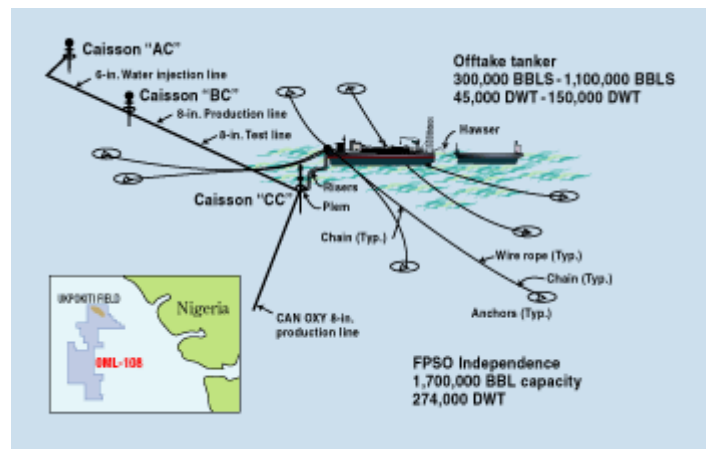 Caisson "AC"
6-in. Water injection line
Caisson "BC"
8-in. Production line
8-in. Test line
Offtake tanker
300,000 BBLS - 1,100,000 BBLS
45,000 DWT - 150,000 DWT
Hawser
Caisson "CC"
Risers
Plem
Chain (Typ.)
Wire rope (Typ.)
Chain (Typ.)
Anchors (Typ.)
CAN OXY 8-in.
production line
UKPOKITI FIELD
Nigeria
OML-108
FPSO Independence
1,700,000 BBL capacity
274,000 DWT